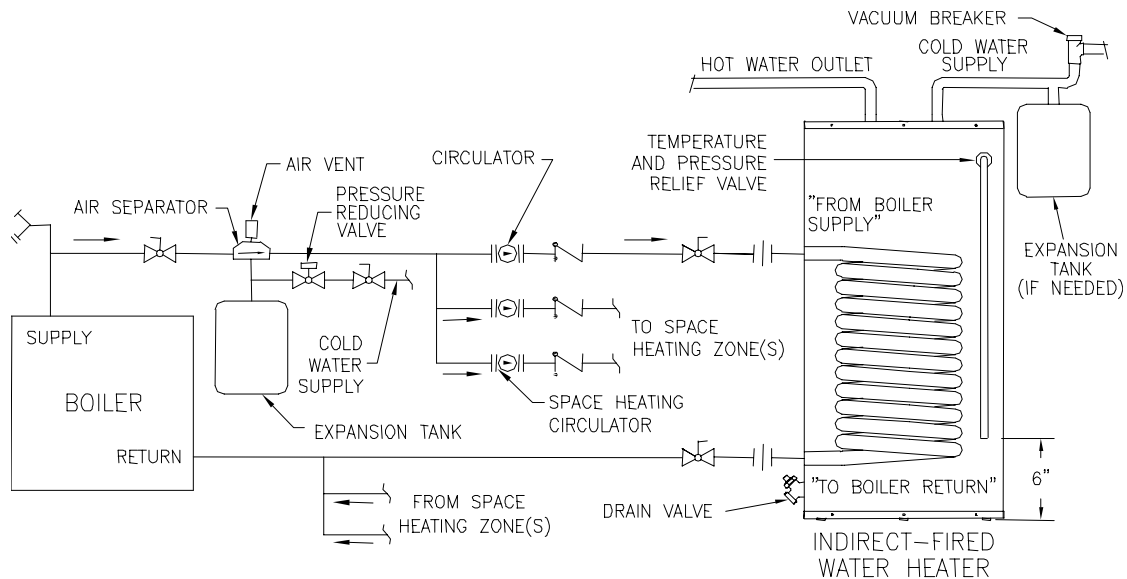 VACUUM BREAKER
COLD WATER
SUPPLY
HOT WATER OUTLET
TEMPERATURE
AND PRESSURE
RELIEF VALVE
CIRCULATOR
AIR VENT
PRESSURE
REDUCING
VALVE
AIR SEPARATOR
"FROM BOILER
SUPPLY"
EXPANSION
TANK
(IF NEEDED)
SUPPLY
BOILER
RETURN
COLD
WATER
SUPPLY
TO SPACE
HEATING ZONE(S)
SPACE HEATING
CIRCULATOR
EXPANSION TANK
FROM SPACE
HEATING ZONE(S)
DRAIN VALVE
"TO BOILER RETURN"
6"
INDIRECT-FIRED
WATER HEATER